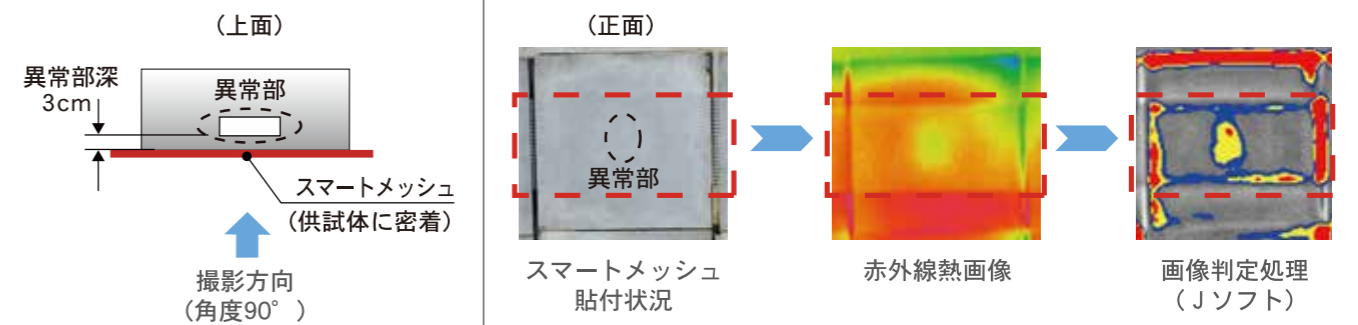 （上面）
異常部深
3cm
異常部
スマートメッシュ
（供試体に密着）
撮影方向
（角度90°）
（正面）
異常部
スマートメッシュ
貼付状況
赤外線熱画像
画像判定処理
（Ｊソフト）